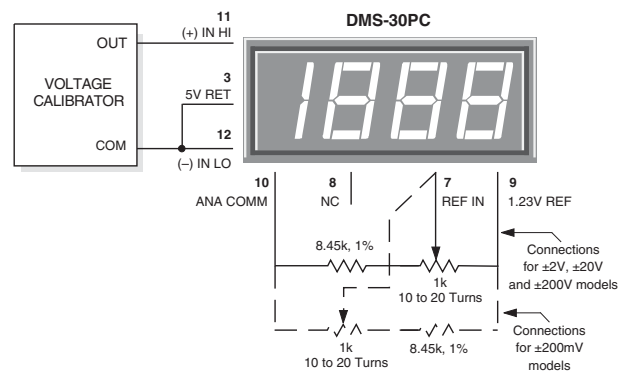 DMS-30PC
11
(+) IN HI
OUT
VOLTAGE
CALIBRATOR
3
5V RET
COM
12
(–) IN LO
1888
10
ANA COMM
8
NC
7
REF IN
9
1.23V REF
8.45k, 1%
1k
10 to 20 Turns
Connections
for ±2V, ±20V
and ±200V models
1k
10 to 20 Turns
8.45k, 1%
Connections
for ±200mV
models